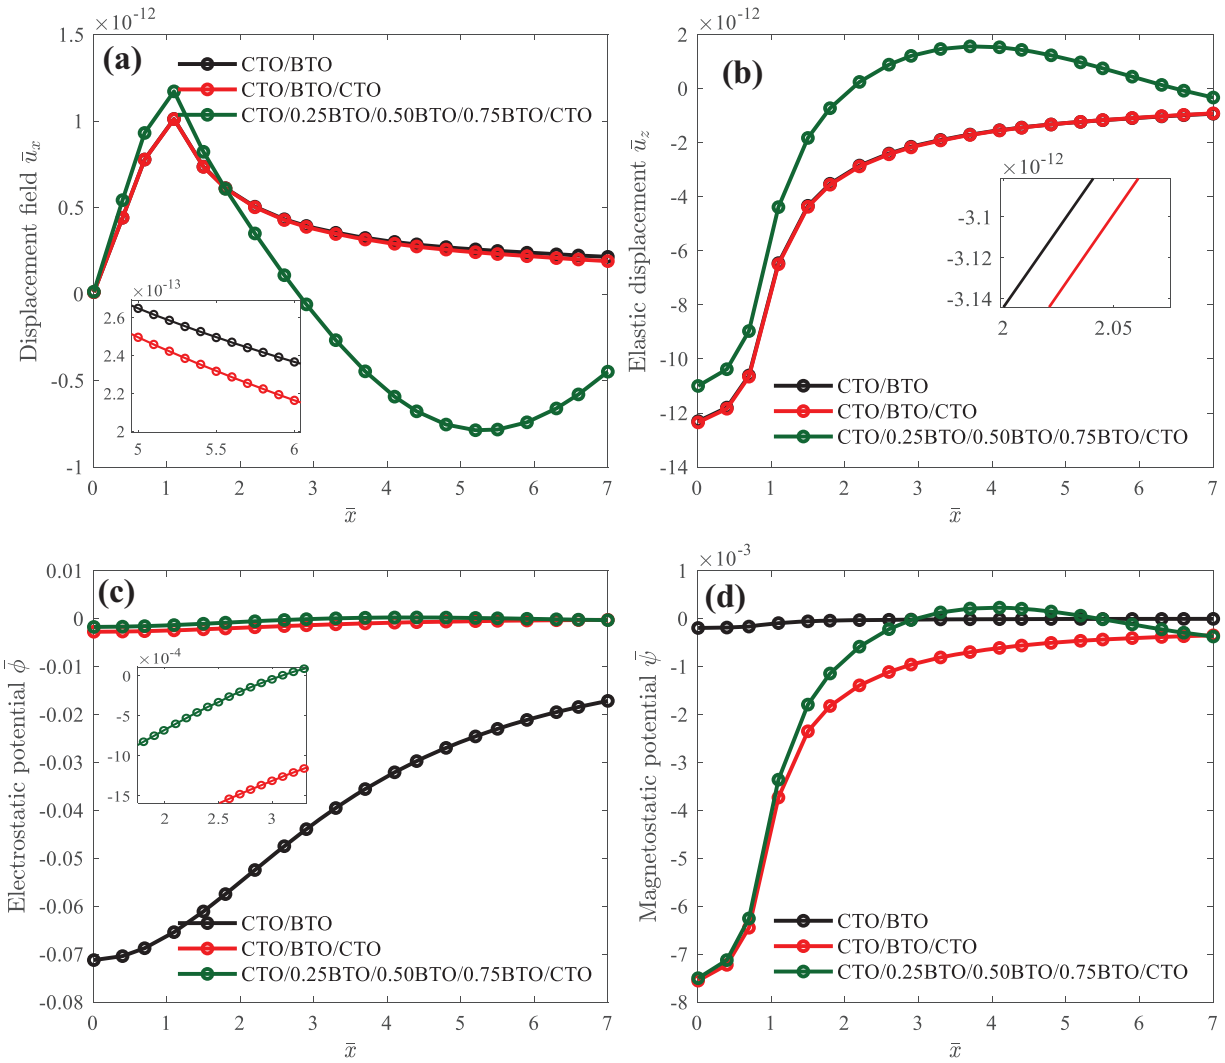 ×10⁻¹²
(a)
CTO/BTO
CTO/BTO/CTO
CTO/0.25BTO/0.50BTO/0.75BTO/CTO
1.5
1
0.5
0
-0.5
-1
Displacement field ū_x
×10⁻¹³
2.6
2.4
2.2
2
5
5.5
6
0 1 2 3 4 5 6 7
x̄
×10⁻¹²
(b)
2
0
-2
-4
-6
-8
-10
-12
-14
Elastic displacement ū_z
×10⁻¹²
-3.1
-3.12
-3.14
2
2.05
CTO/BTO
CTO/BTO/CTO
CTO/0.25BTO/0.50BTO/0.75BTO/CTO
0 1 2 3 4 5 6 7
x̄
(c)
0.01
0
-0.01
-0.02
-0.03
-0.04
-0.05
-0.06
-0.07
-0.08
Electrostatic potential ϕ̄
×10⁻⁴
0
-5
-10
-15
2
2.5
3
CTO/BTO
CTO/BTO/CTO
CTO/0.25BTO/0.50BTO/0.75BTO/CTO
0 1 2 3 4 5 6 7
x̄
×10⁻³
(d)
1
0
-1
-2
-3
-4
-5
-6
-7
-8
Magnetostatic potential ψ̄
CTO/BTO
CTO/BTO/CTO
CTO/0.25BTO/0.50BTO/0.75BTO/CTO
0 1 2 3 4 5 6 7
x̄